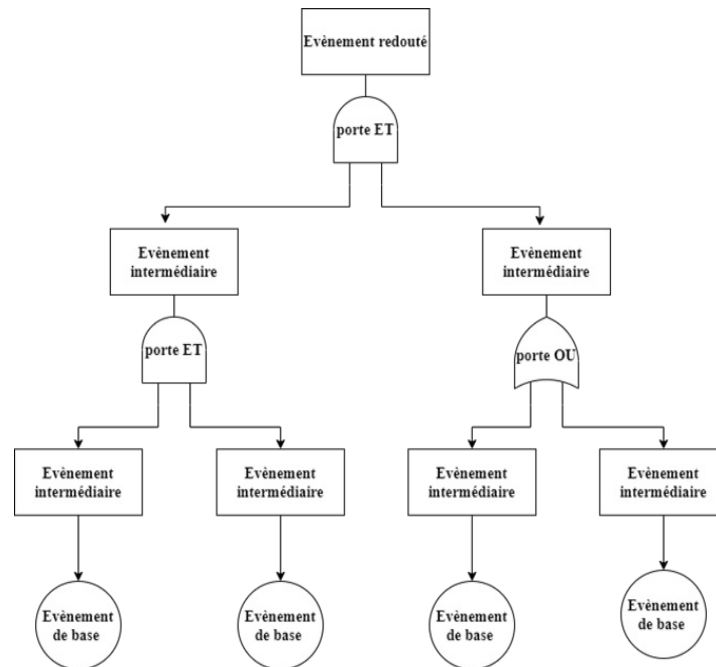 Evènement redouté
porte ET
Evènement
intermédiaire
Evènement
intermédiaire
porte ET
porte OU
Evènement
intermédiaire
Evènement
intermédiaire
Evènement
intermédiaire
Evènement
intermédiaire
Evènement
de base
Evènement
de base
Evènement
de base
Evènement
de base